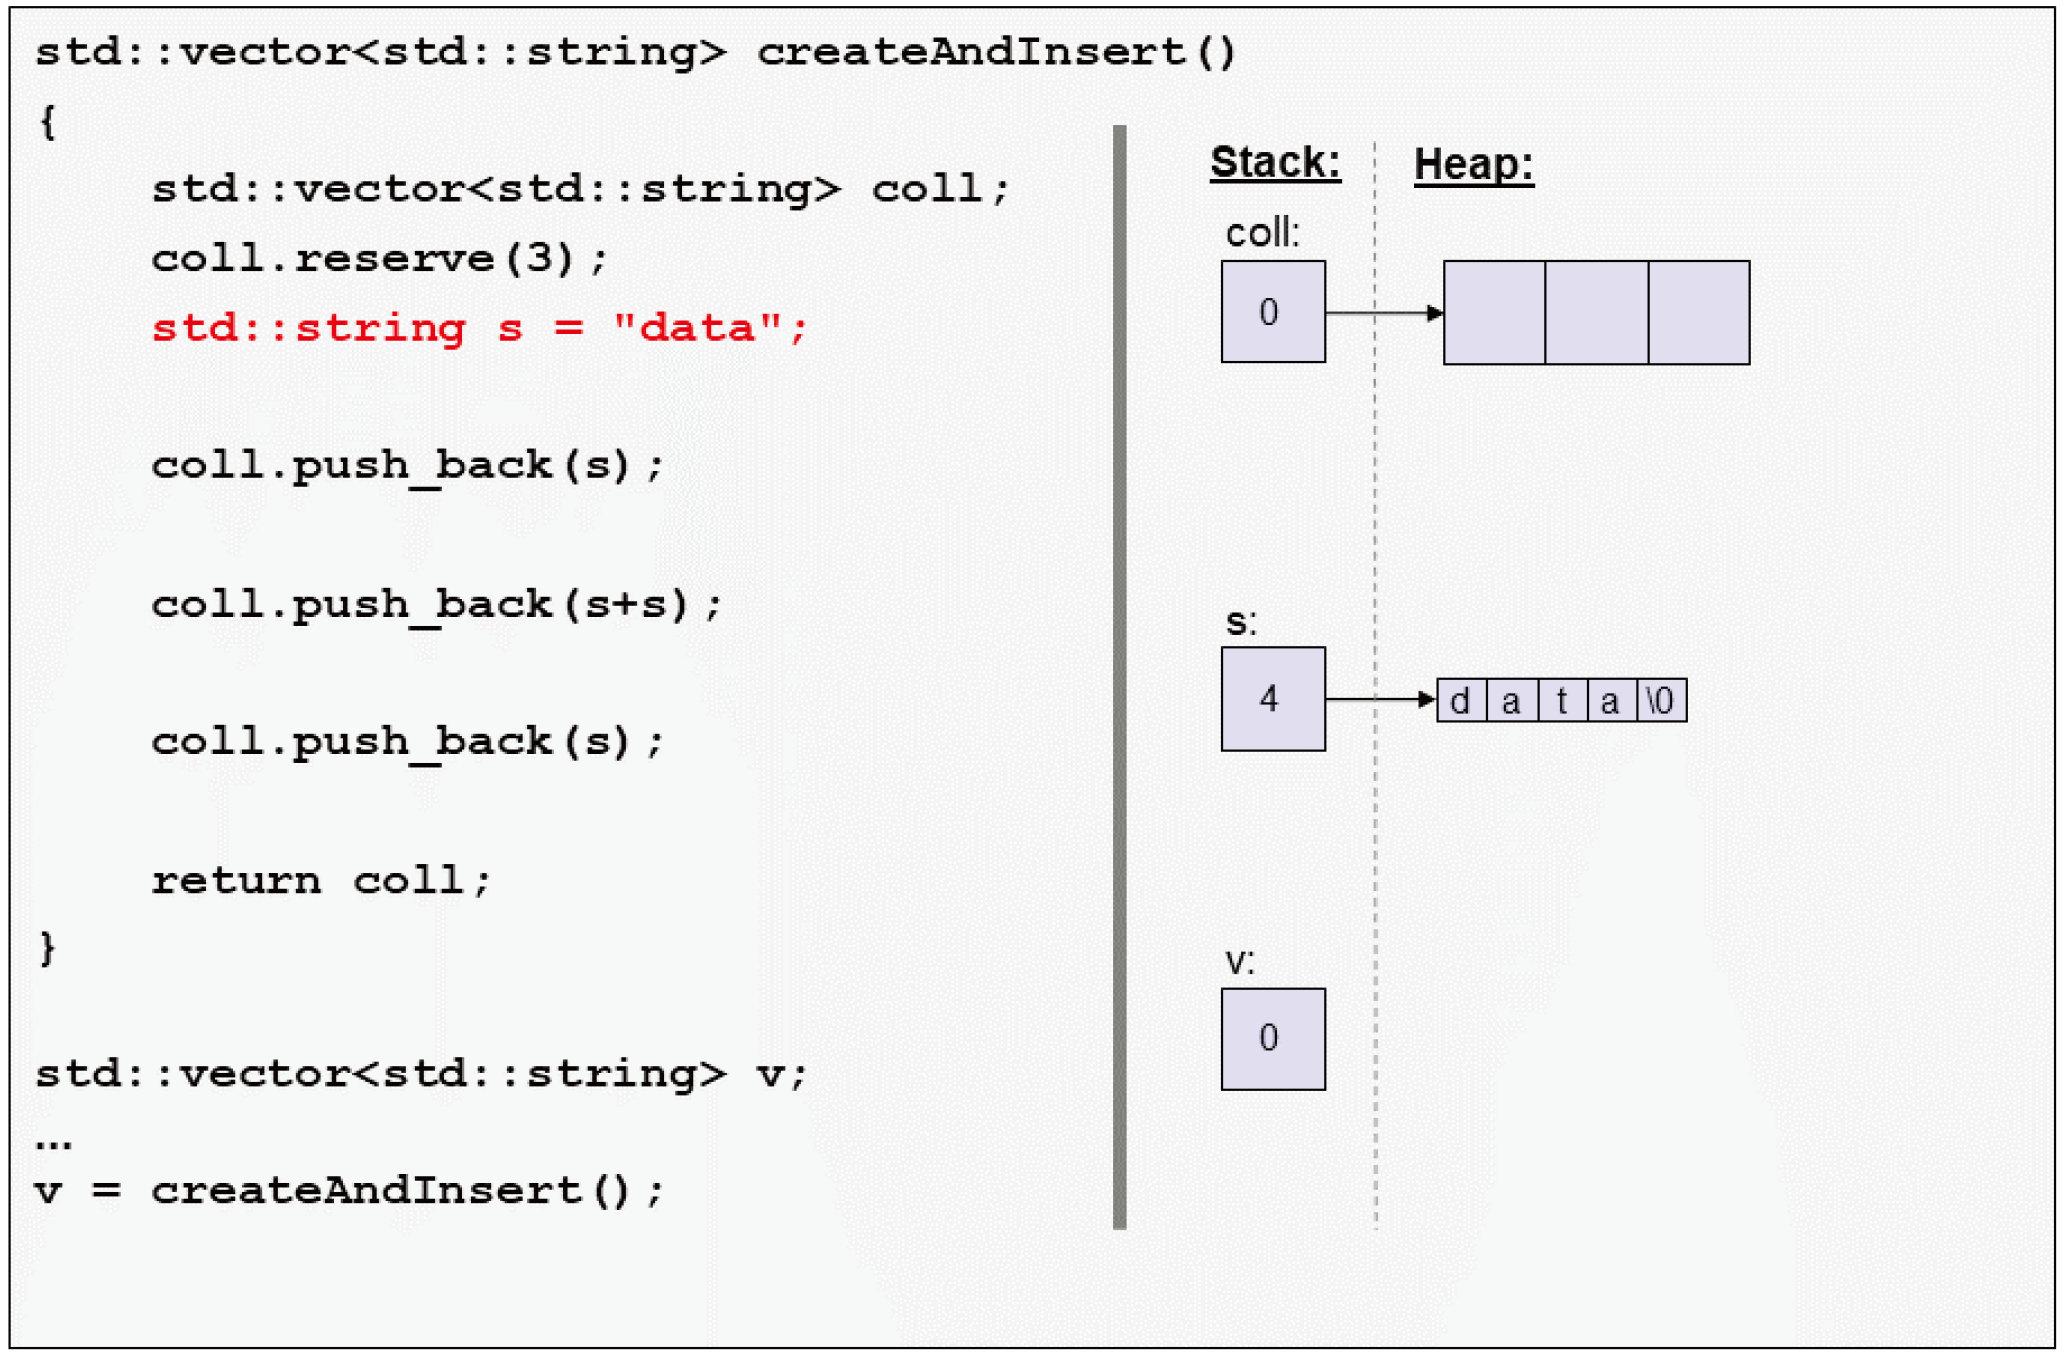 std::vector<std::string> createAndInsert()
{
std::vector<std::string> coll;
coll.reserve(3);
std::string s = "data";
coll.push_back(s);
coll.push_back(s+s);
coll.push_back(s);
return coll;
}
std::vector<std::string> v;
...
v = createAndInsert();
Stack: Heap:
coll:
0
s:
4 d a t a \0
v:
0